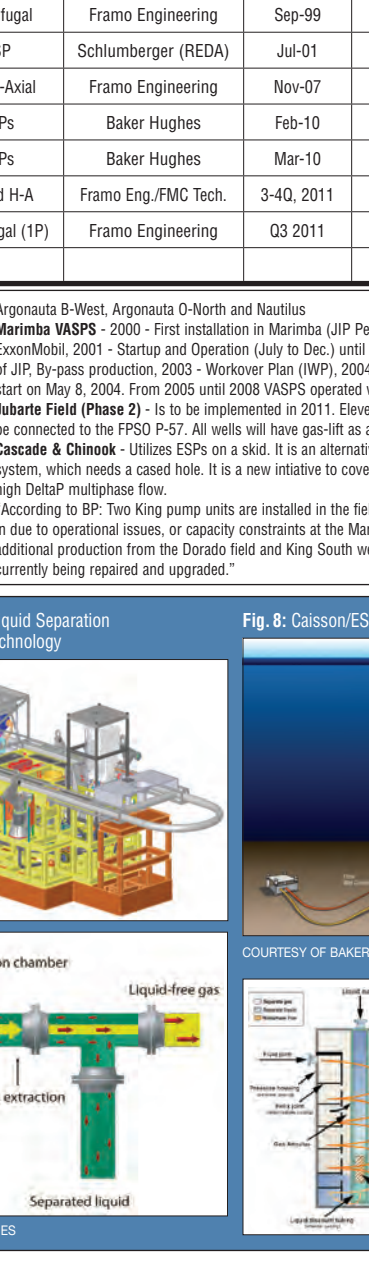 fugal Framo Engineering Sep-99
SP Schlumberger (REDA) Jul-01
-Axial Framo Engineering Nov-07
Ps Baker Hughes Feb-10
Ps Baker Hughes Mar-10
d H-A Framo Eng./FMC Tech. 3-4Q, 2011
gal (1P) Framo Engineering Q3 2011
Argonauta B-West, Argonauta O-North and Nautilus
Marimba VASPS - 2000 - First installation in Marimba (JIP Pe
ExxonMobil, 2001 - Startup and Operation (July to Dec.) until
of JIP, By-pass production, 2003 - Workover Plan (IWP), 2004
start on May 8, 2004. From 2005 until 2008 VASPS operated w
Jubarte Field (Phase 2) - Is to be implemented in 2011. Eleve
be connected to the FPSO P-57. All wells will have gas-lift as a
Cascade & Chinook - Utilizes ESPs on a skid. It is an alternativ
system, which needs a cased hole. It is a new intiative to cove
high DeltaP multiphase flow.
"According to BP: Two King pump units are installed in the fiel
in due to operational issues, or capacity constraints at the Mar
additional production from the Dorado field and King South we
currently being repaired and upgraded."
quid Separation
chnology
Fig. 8: Caisson/ES
COURTESY OF BAKER
on chamber
Liquid-free gas
extraction
Separated liquid
ES
Separate gas
Separate liquids